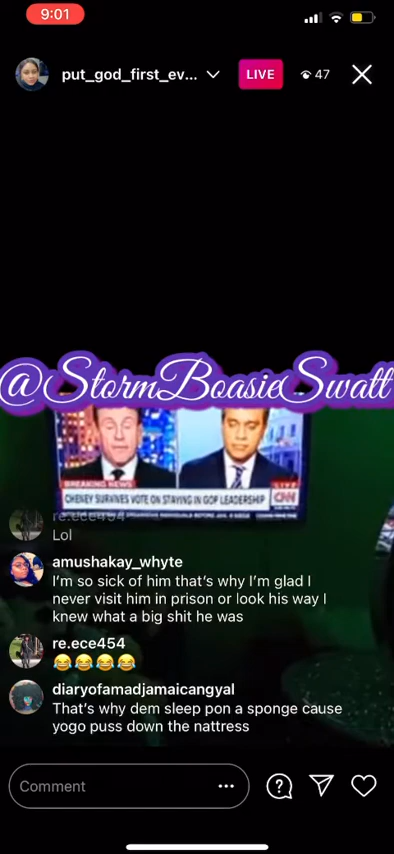 9:01
put_god_first_ev...
LIVE
47
@StormBoasieSwatt
BREAKING NEWS
LIVE
CHENEY SURVIVES VOTE ON STAYING IN GOP LEADERSHIP
CNN
re.ece454
Lol
amushakay_whyte
I'm so sick of him that's why I'm glad I
never visit him in prison or look his way I
knew what a big shit he was
re.ece454
😂😂😂😂
diaryofamadjamaicangyal
That's why dem sleep pon a sponge cause
yogo puss down the nattress
Comment